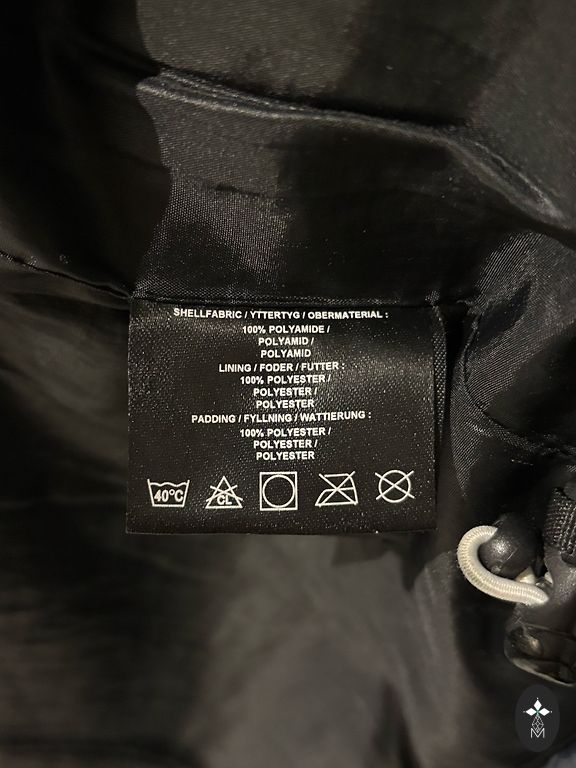 SHELLFABRIC / YTTERTYG / OBERMATERIAL :
100% POLYAMIDE /
POLYAMID /
POLYAMID
LINING / FODER / FUTTER :
100% POLYESTER /
POLYESTER /
POLYESTER
PADDING / FYLLNING / WATTIERUNG :
100% POLYESTER /
POLYESTER /
POLYESTER
40°C CL
M